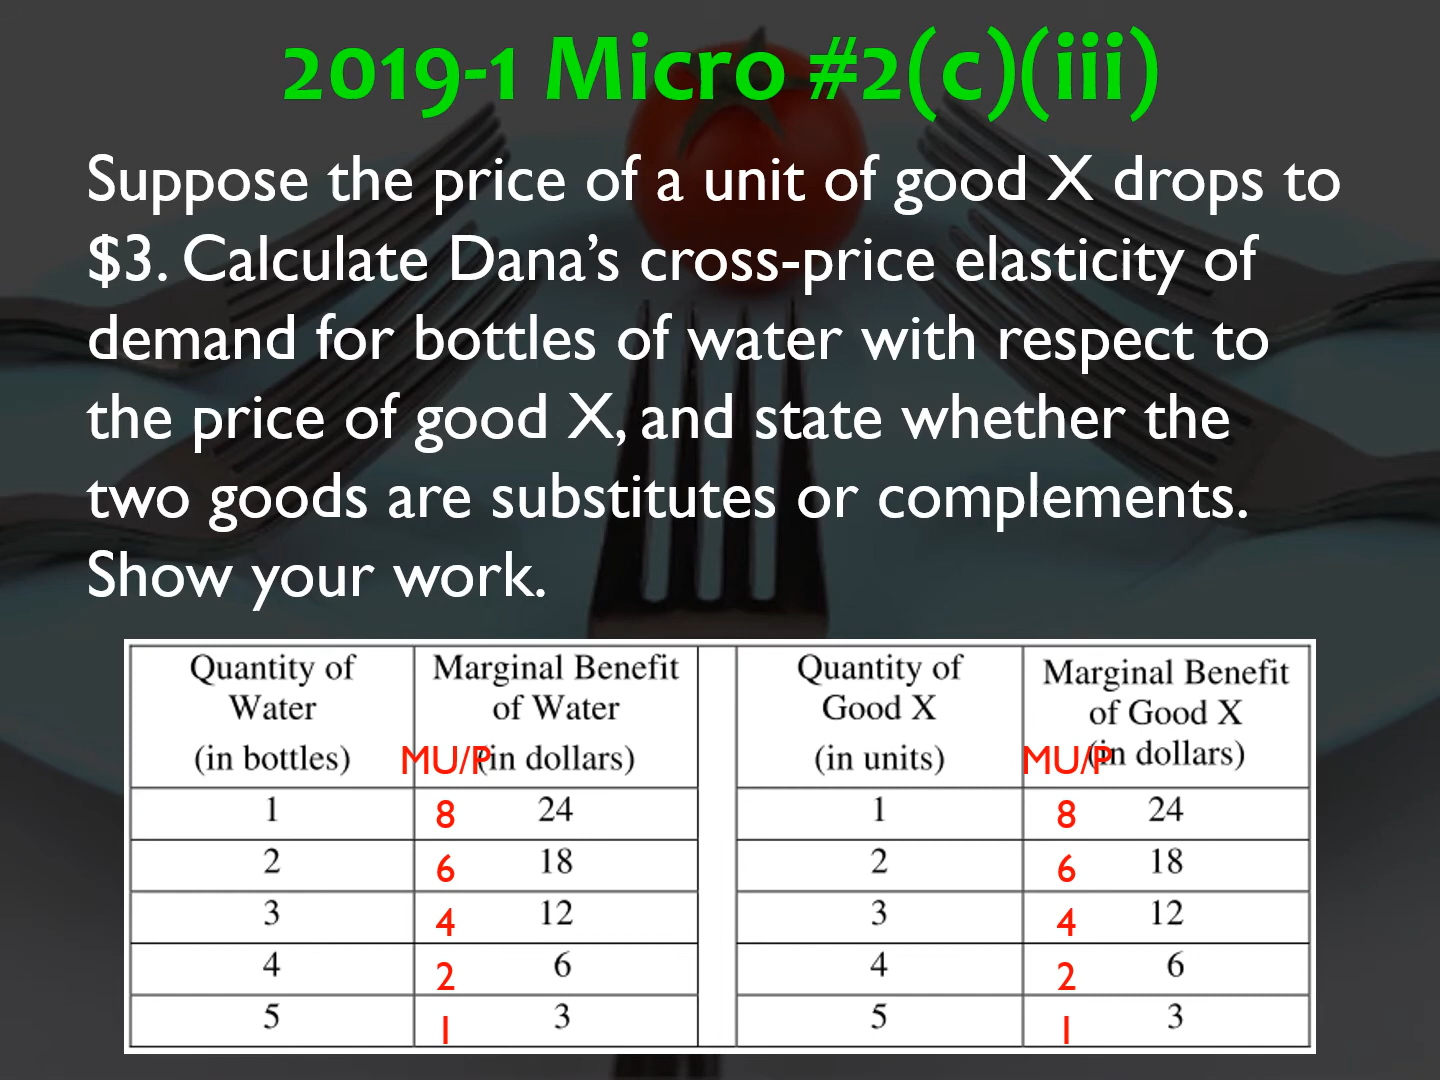 2019-1 Micro #2(c)(iii)
Suppose the price of a unit of good X drops to
$3. Calculate Dana’s cross-price elasticity of
demand for bottles of water with respect to
the price of good X, and state whether the
two goods are substitutes or complements.
Show your work.
Quantity of Water (in bottles) MU/P Marginal Benefit of Water (in dollars) Quantity of Good X (in units) MU/P Marginal Benefit of Good X (in dollars)
1 8 24 1 8 24
2 6 18 2 6 18
3 4 12 3 4 12
4 2 6 4 2 6
5 1 3 5 1 3